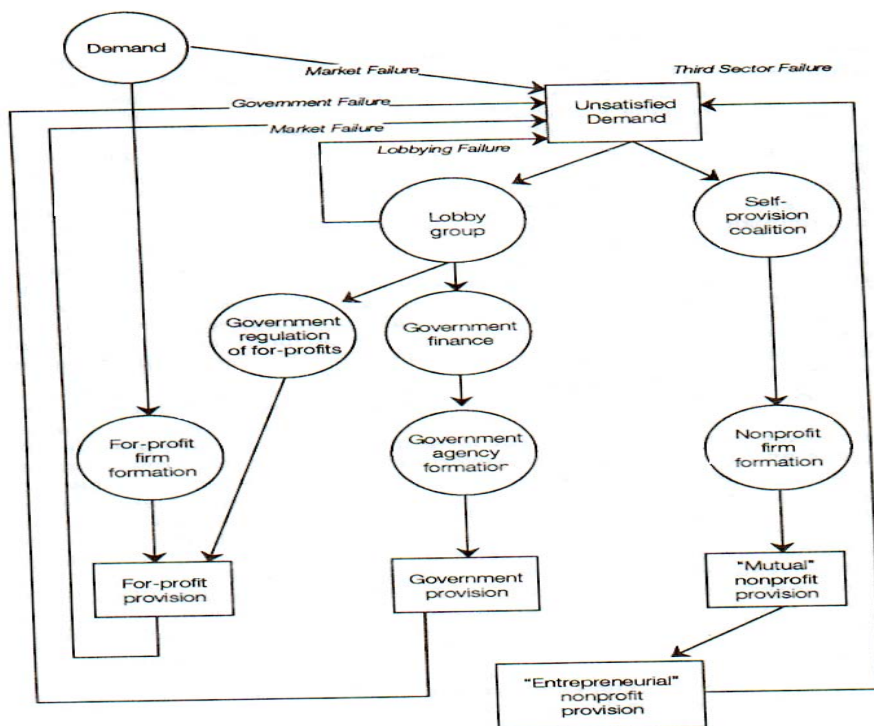 Demand
Market Failure
Third Sector Failure
Government Failure
Unsatisfied
Demand
Market Failure
Lobbying Failure
Lobby
group
Self-
provision
coalition
Government
regulation
of for-profits
Government
finance
For-profit
firm
formation
Government
agency
formation
Nonprofit
firm
formation
For-profit
provision
Government
provision
"Mutual"
nonprofit
provision
"Entrepreneurial"
nonprofit
provision